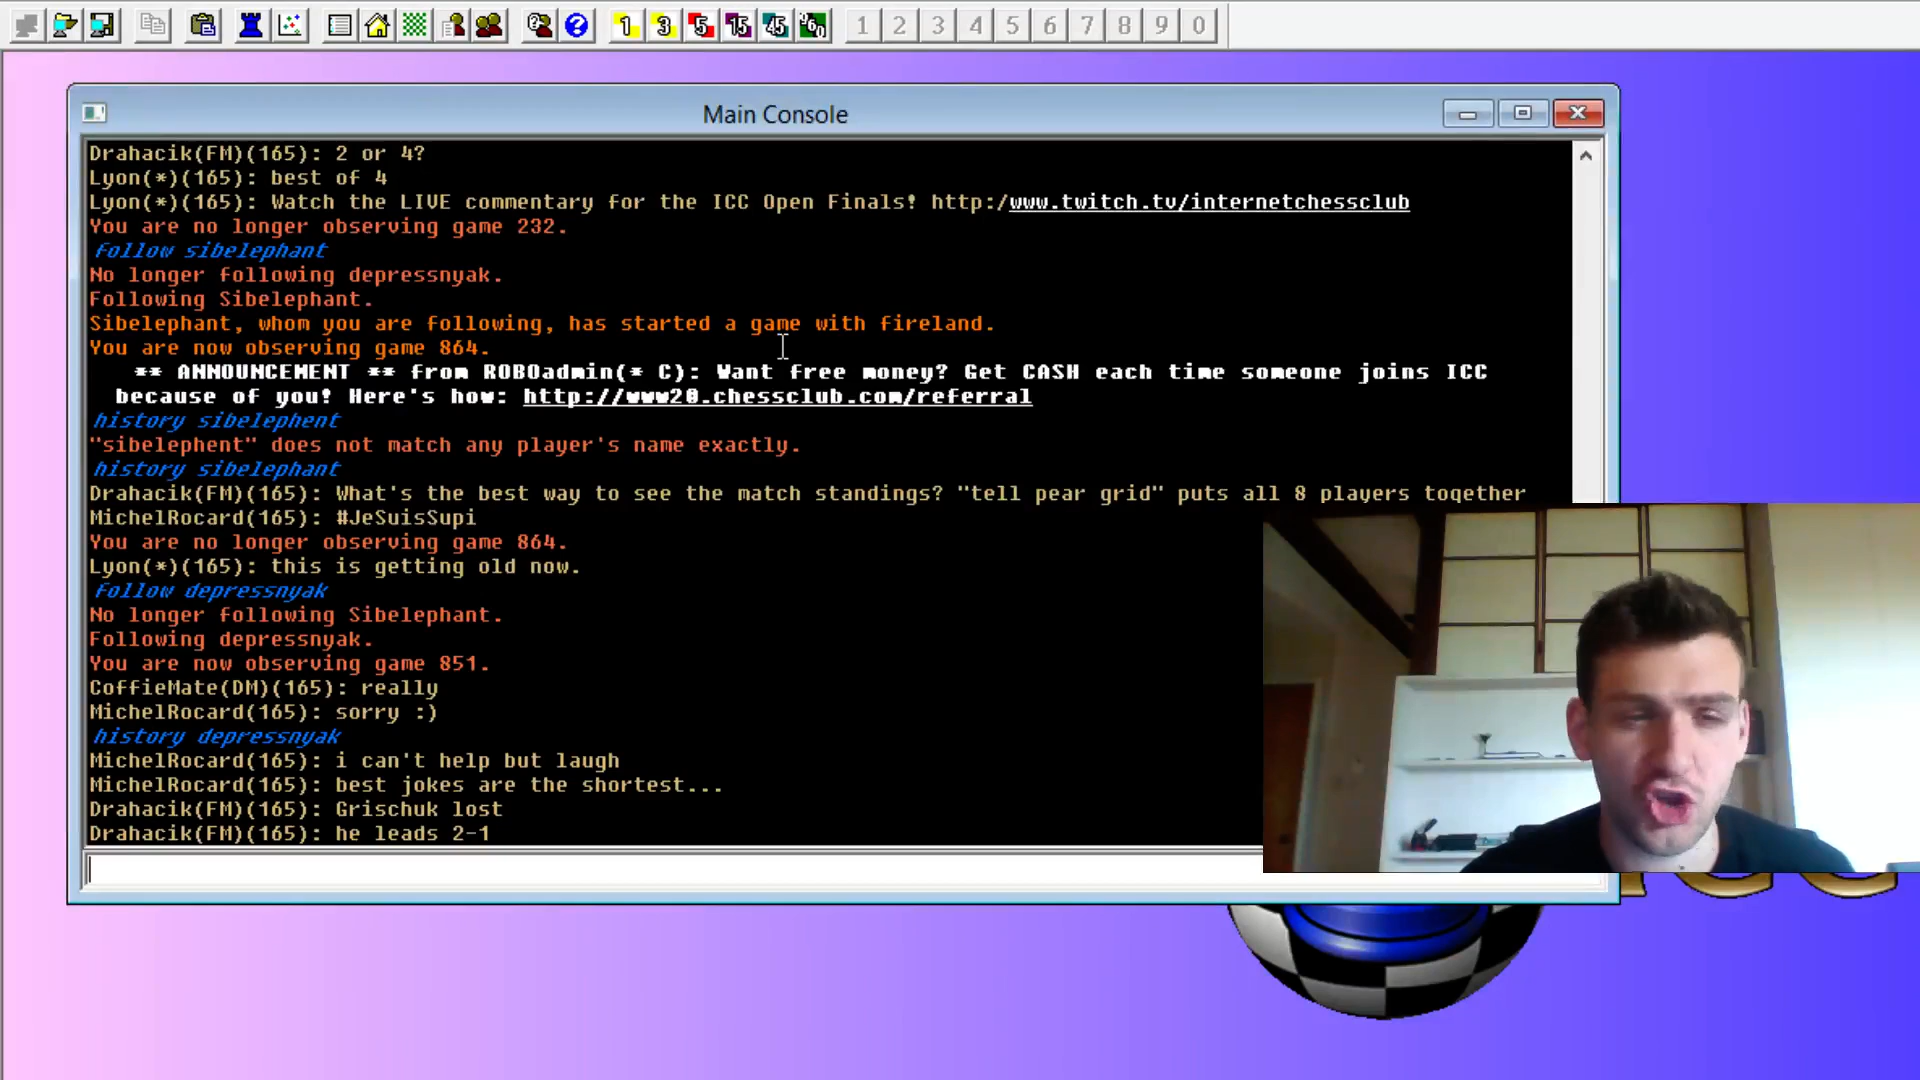 1 3 5 15 45 960 1 2 3 4 5 6 7 8 9 0
Main Console
Drahacik(FM)(165): 2 or 4?
Lyon(*)(165): best of 4
Lyon(*)(165): Watch the LIVE commentary for the ICC Open Finals! http:/www.twitch.tv/internetchessclub
You are no longer observing game 232.
Follow sibelephant
No longer following depressnyak.
Following Sibelephant.
Sibelephant, whom you are following, has started a game with fireland.
You are now observing game 864.
** ANNOUNCEMENT ** from ROBOadmin(* C): Want free money? Get CASH each time someone joins ICC
because of you! Here's how: http://www20.chessclub.com/referral
history sibelephent
"sibelephent" does not match any player's name exactly.
history sibelephant
Drahacik(FM)(165): What's the best way to see the match standings? "tell pear grid" puts all 8 players together
MichelRocard(165): #JeSuisSupi
You are no longer observing game 864.
Lyon(*)(165): this is getting old now.
Follow depressnyak
No longer following Sibelephant.
Following depressnyak.
You are now observing game 851.
CoffieMate(DM)(165): really
MichelRocard(165): sorry :)
history depressnyak
MichelRocard(165): i can't help but laugh
MichelRocard(165): best jokes are the shortest...
Drahacik(FM)(165): Grischuk lost
Drahacik(FM)(165): he leads 2-1